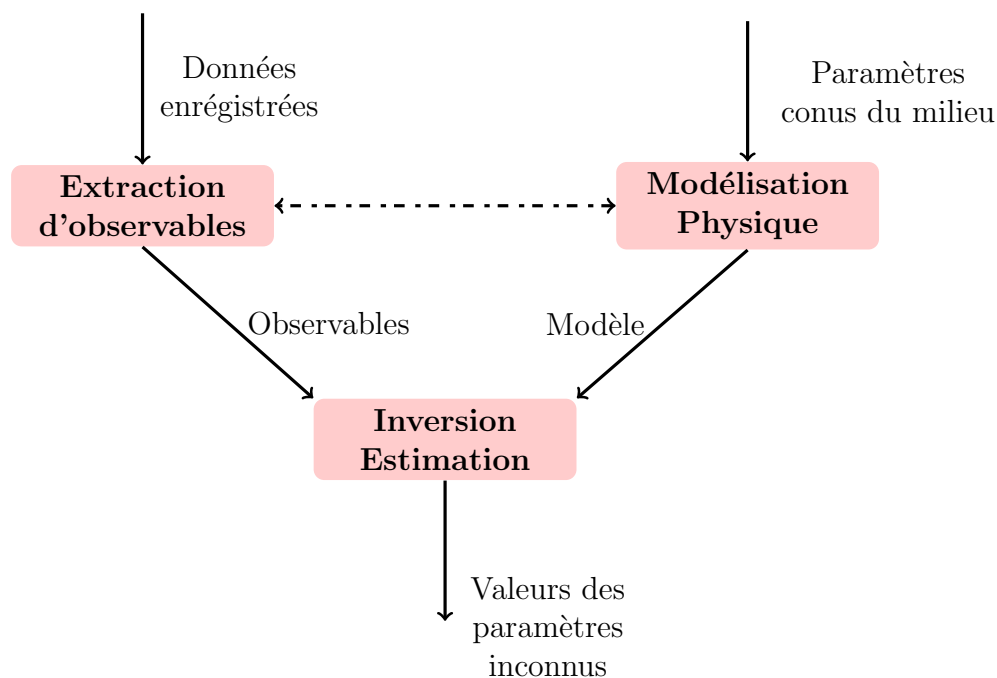 Données
enrégistrées
Paramètres
conus du milieu
Extraction
d'observables
Modélisation
Physique
Observables
Modèle
Inversion
Estimation
Valeurs des
paramètres
inconnus